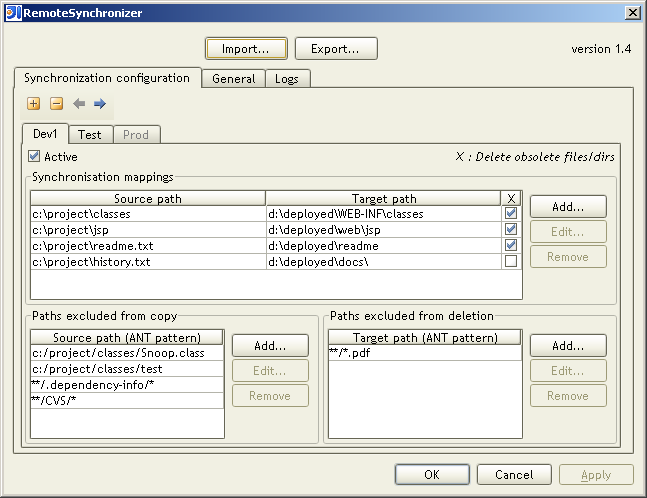 RemoteSynchronizer
Import... Export... version 1.4
Synchronization configuration General Logs
Dev1 Test Prod
Active X : Delete obsolete files/dirs
Synchronisation mappings
Source path Target path X
c:\project\classes d:\deployed\WEB-INF\classes Add...
c:\project\jsp d:\deployed\web\jsp Edit...
c:\project\readme.txt d:\deployed\readme Remove
c:\project\history.txt d:\deployed\docs\
Paths excluded from copy Paths excluded from deletion
Source path (ANT pattern) Add... Target path (ANT pattern) Add...
c:/project/classes/Snoop.class **/*.pdf
c:/project/classes/test Edit... Edit...
**/.dependency-info/* Remove Remove
**/CVS/*
OK Cancel Apply